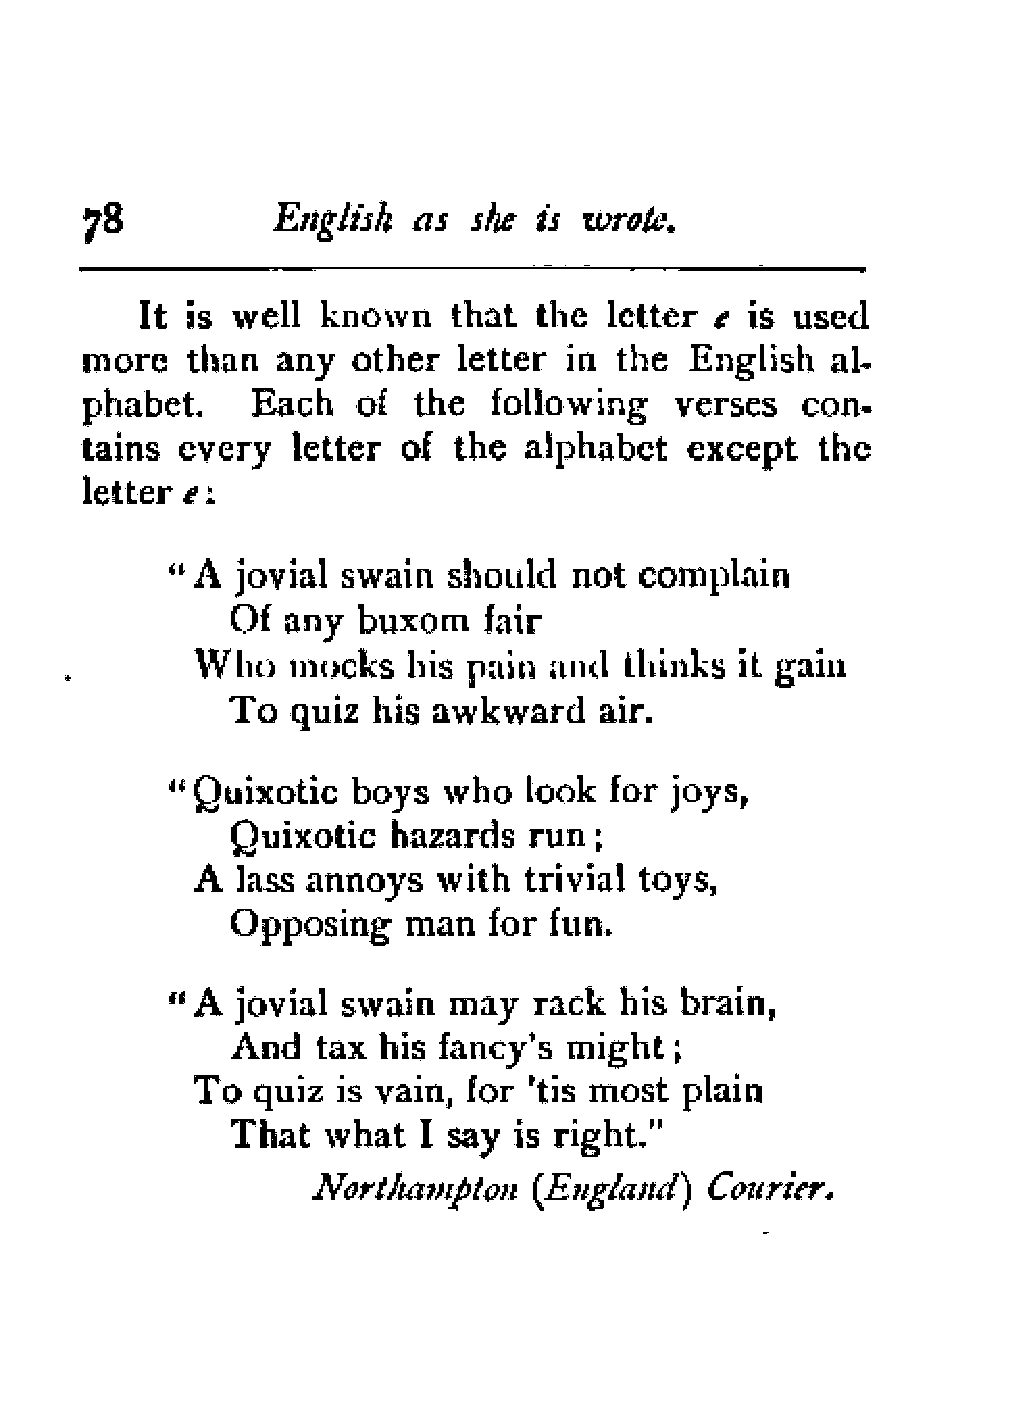 78 English as she is wrote.
It is well known that the letter e is used
more than any other letter in the English al-
phabet. Each of the following verses con-
tains every letter of the alphabet except the
letter e:
"A jovial swain should not complain
Of any buxom fair
Who mocks his pain and thinks it gain
To quiz his awkward air.
"Quixotic boys who look for joys,
Quixotic hazards run;
A lass annoys with trivial toys,
Opposing man for fun.
"A jovial swain may rack his brain,
And tax his fancy's might;
To quiz is vain, for 'tis most plain
That what I say is right."
Northampton (England) Courier.